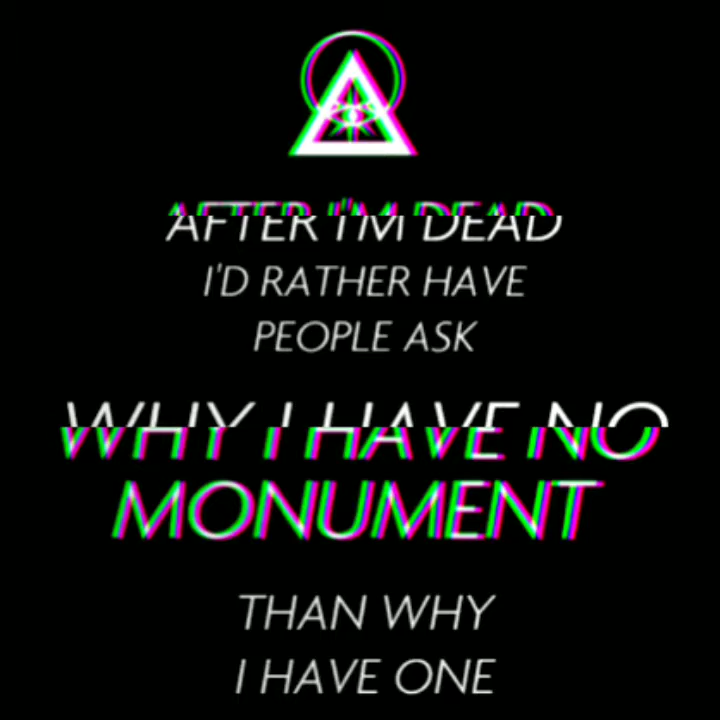 AFTER I'M DEAD
I'D RATHER HAVE
PEOPLE ASK
WHY I HAVE NO
MONUMENT
THAN WHY
I HAVE ONE